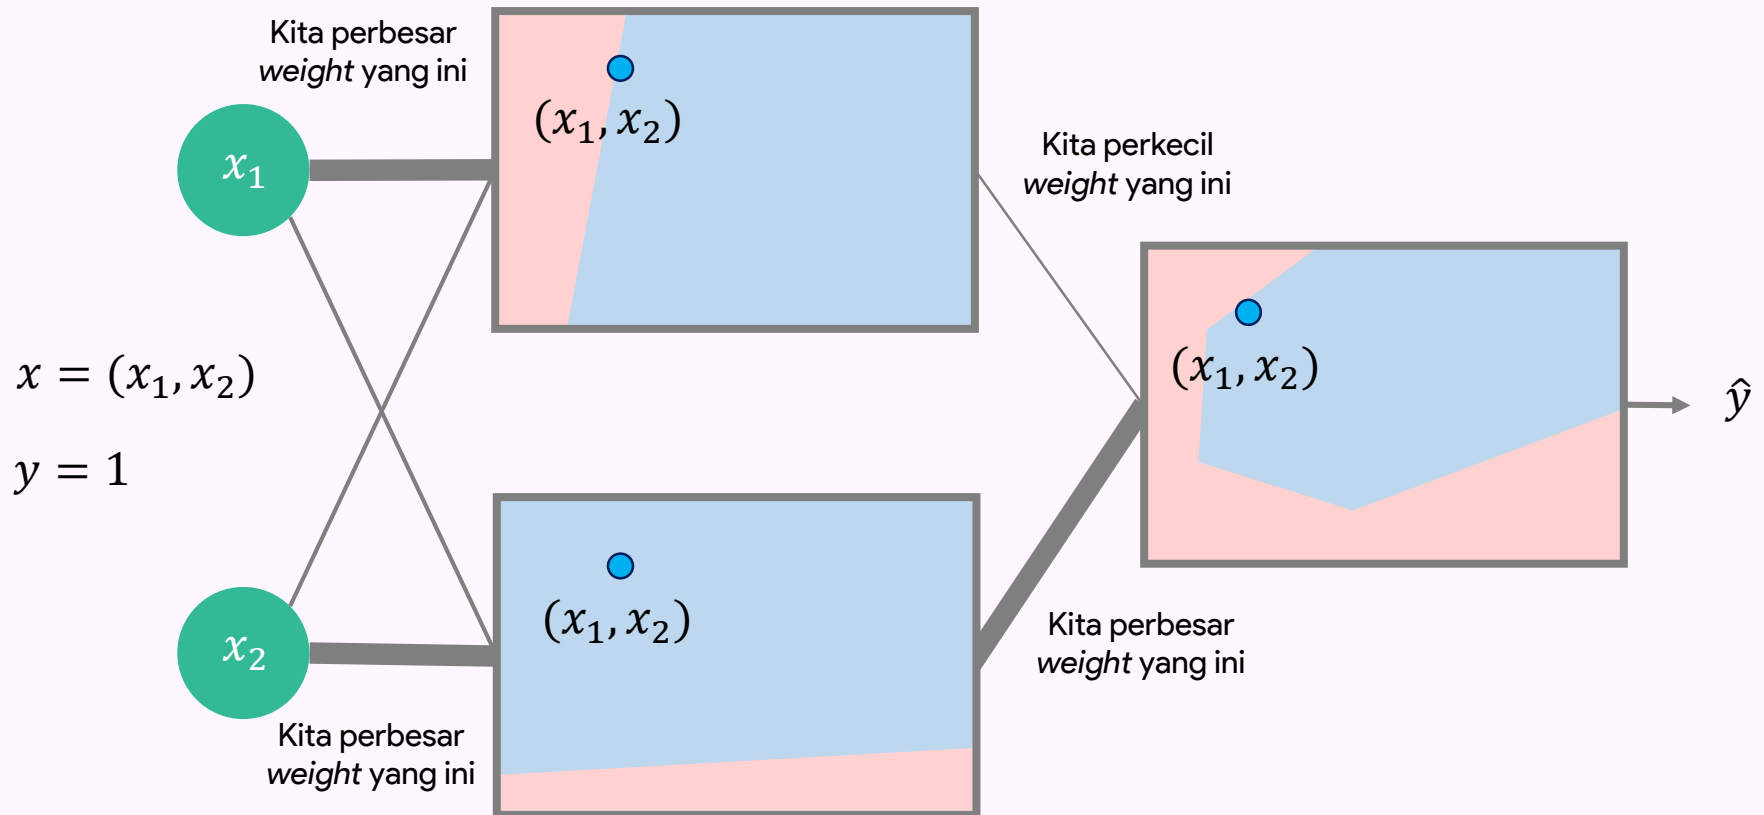 Kita perbesar
weight yang ini
x₁
(x₁, x₂)
Kita perkecil
weight yang ini
(x₁, x₂)
x = (x₁, x₂)
ŷ
y = 1
(x₁, x₂)
Kita perbesar
weight yang ini
x₂
Kita perbesar
weight yang ini